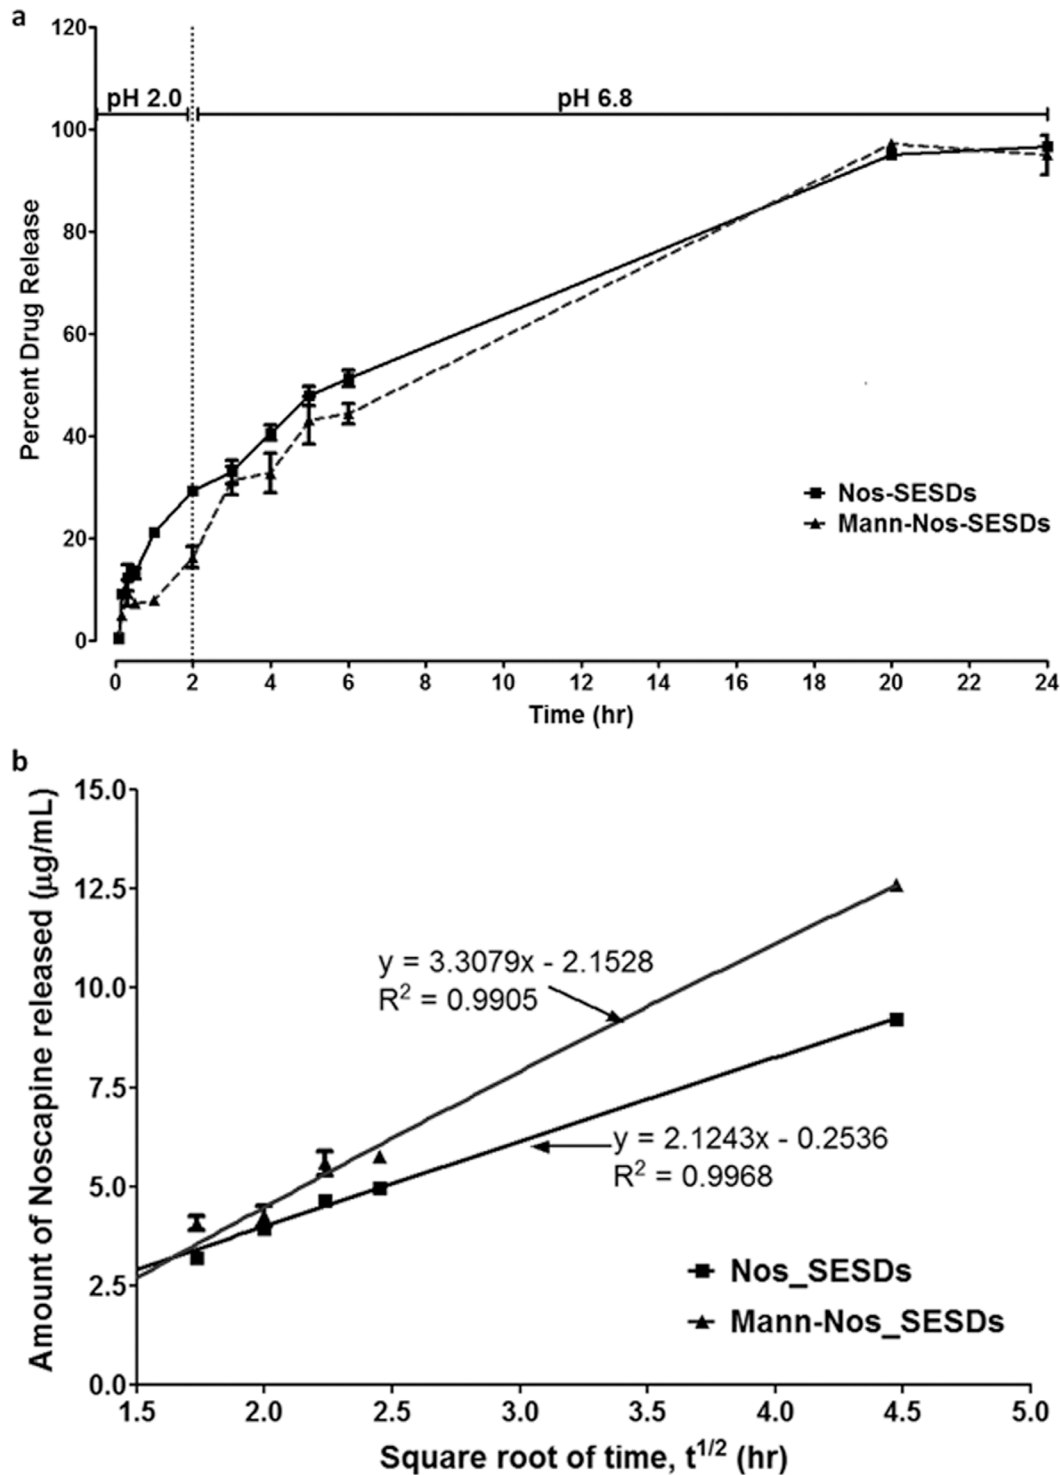 a
120
100
80
60
40
20
0
Percent Drug Release
pH 2.0
pH 6.8
Nos-SESDs
Mann-Nos-SESDs
0 2 4 6 8 10 12 14 16 18 20 22 24
Time (hr)
b
15.0
12.5
10.0
7.5
5.0
2.5
0.0
Amount of Noscapine released (μg/mL)
y = 3.3079x - 2.1528
R² = 0.9905
y = 2.1243x - 0.2536
R² = 0.9968
Nos_SESDs
Mann-Nos_SESDs
1.5 2.0 2.5 3.0 3.5 4.0 4.5 5.0
Square root of time, t^1/2 (hr)